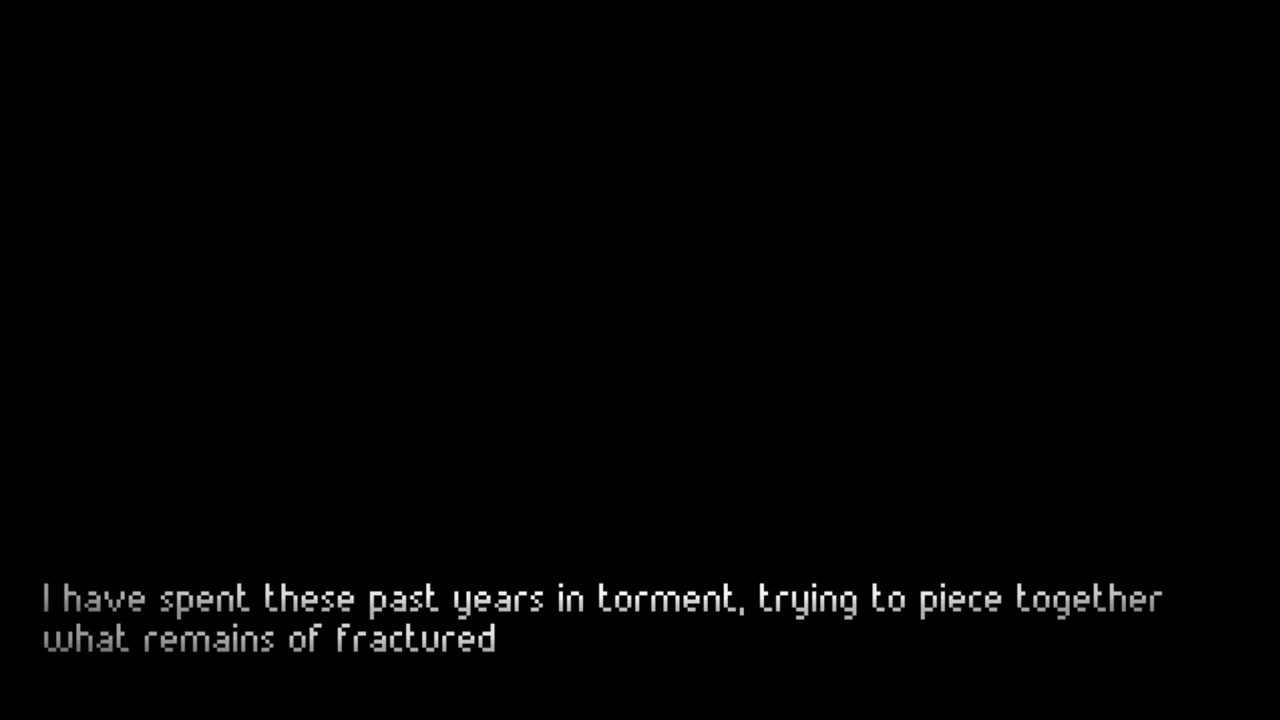 I have spent these past years in torment, trying to piece together
what remains of fractured